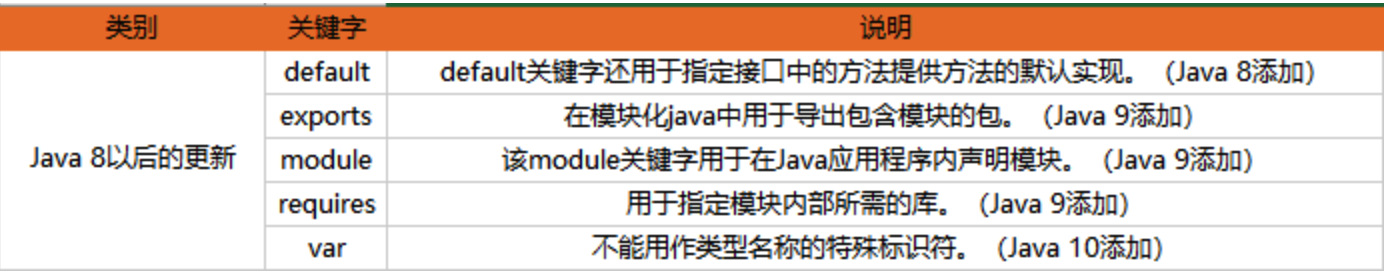 类别 关键字 说明
default default关键字还用于指定接口中的方法提供方法的默认实现。（Java 8添加）
exports 在模块化java中用于导出包含模块的包。（Java 9添加）
Java 8以后的更新 module 该module关键字用于在Java应用程序内声明模块。（Java 9添加）
requires 用于指定模块内部所需的库。（Java 9添加）
var 不能用作类型名称的特殊标识符。（Java 10添加）